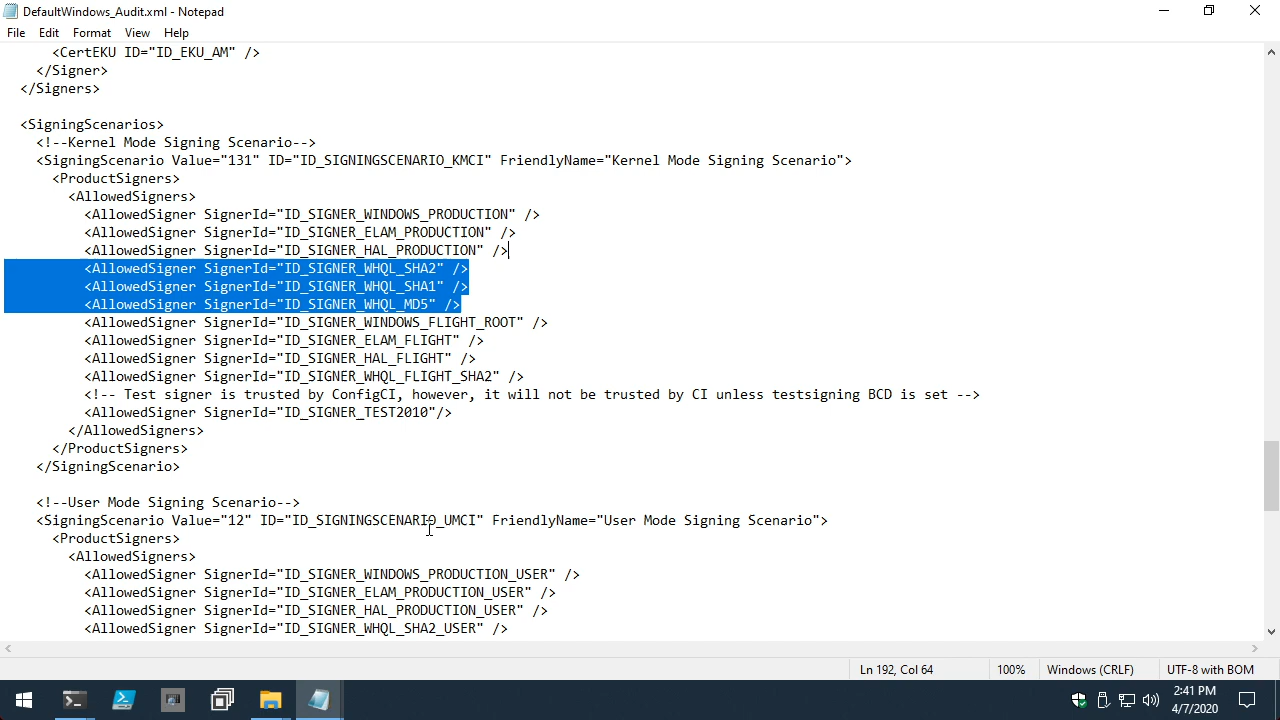 DefaultWindows_Audit.xml - Notepad
File Edit Format View Help
<CertEKU ID="ID_EKU_AM" />
</Signer>
</Signers>
<SigningScenarios>
<!--Kernel Mode Signing Scenario-->
<SigningScenario Value="131" ID="ID_SIGNINGSCENARIO_KMCI" FriendlyName="Kernel Mode Signing Scenario">
<ProductSigners>
<AllowedSigners>
<AllowedSigner SignerId="ID_SIGNER_WINDOWS_PRODUCTION" />
<AllowedSigner SignerId="ID_SIGNER_ELAM_PRODUCTION" />
<AllowedSigner SignerId="ID_SIGNER_HAL_PRODUCTION" />
<AllowedSigner SignerId="ID_SIGNER_WHQL_SHA2" />
<AllowedSigner SignerId="ID_SIGNER_WHQL_SHA1" />
<AllowedSigner SignerId="ID_SIGNER_WHQL_MD5" />
<AllowedSigner SignerId="ID_SIGNER_WINDOWS_FLIGHT_ROOT" />
<AllowedSigner SignerId="ID_SIGNER_ELAM_FLIGHT" />
<AllowedSigner SignerId="ID_SIGNER_HAL_FLIGHT" />
<AllowedSigner SignerId="ID_SIGNER_WHQL_FLIGHT_SHA2" />
<!-- Test signer is trusted by ConfigCI, however, it will not be trusted by CI unless testsigning BCD is set -->
<AllowedSigner SignerId="ID_SIGNER_TEST2010"/>
</AllowedSigners>
</ProductSigners>
</SigningScenario>
<!--User Mode Signing Scenario-->
<SigningScenario Value="12" ID="ID_SIGNINGSCENARIO_UMCI" FriendlyName="User Mode Signing Scenario">
<ProductSigners>
<AllowedSigners>
<AllowedSigner SignerId="ID_SIGNER_WINDOWS_PRODUCTION_USER" />
<AllowedSigner SignerId="ID_SIGNER_ELAM_PRODUCTION_USER" />
<AllowedSigner SignerId="ID_SIGNER_HAL_PRODUCTION_USER" />
<AllowedSigner SignerId="ID_SIGNER_WHQL_SHA2_USER" />
Ln 192, Col 64 100% Windows (CRLF) UTF-8 with BOM
2:41 PM
4/7/2020